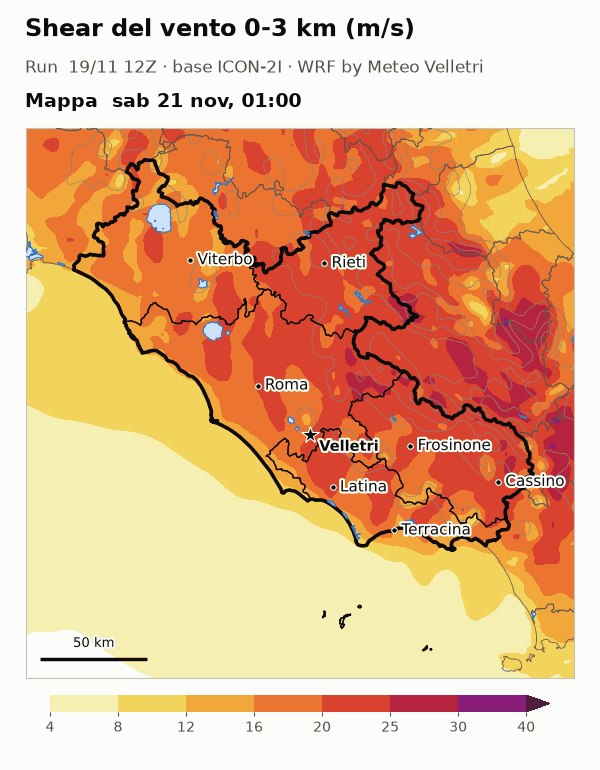 Shear del vento 0-3 km (m/s)
Run  19/11 12Z · base ICON-2I · WRF by Meteo Velletri
Mappa  sab 21 nov, 01:00
Viterbo
Rieti
Roma
Velletri
Frosinone
Latina
Cassino
Terracina
50 km
4 8 12 16 20 25 30 40